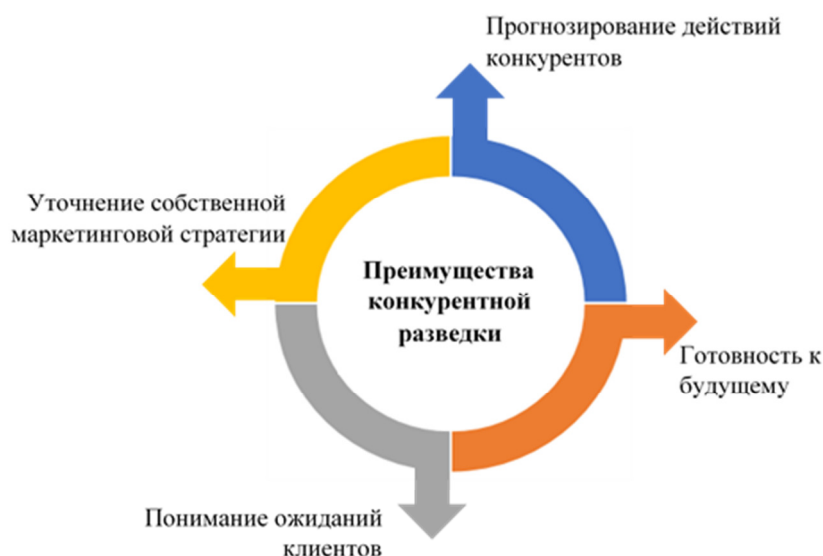 Прогнозирование действий
конкурентов
Уточнение собственной
маркетинговой стратегии
Преимущества
конкурентной
разведки
Готовность к
будущему
Понимание ожиданий
клиентов